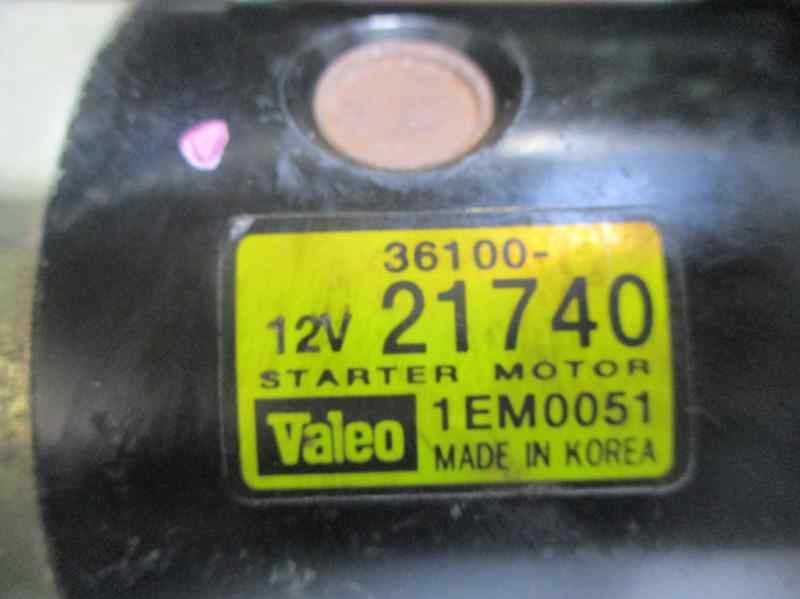 36100-
12V 21740
STARTER MOTOR
Valeo 1EM0051
MADE IN KOREA